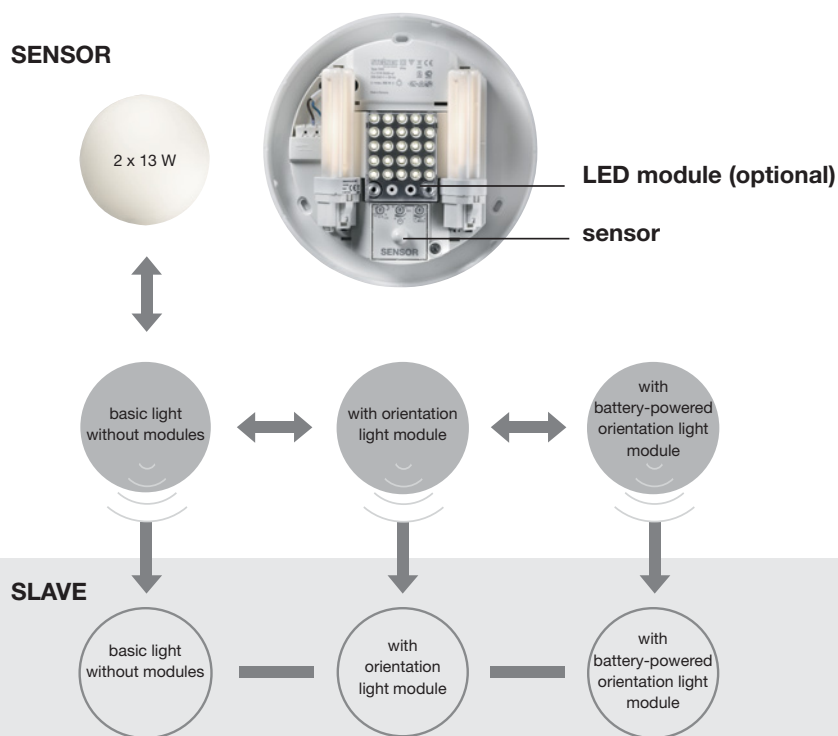 SENSOR
2 x 13 W
LED module (optional)
sensor
SENSOR
basic light
without modules
with orientation
light module
with
battery-powered
orientation light
module
SLAVE
basic light
without modules
with
orientation
light module
with
battery-powered
orientation light
module